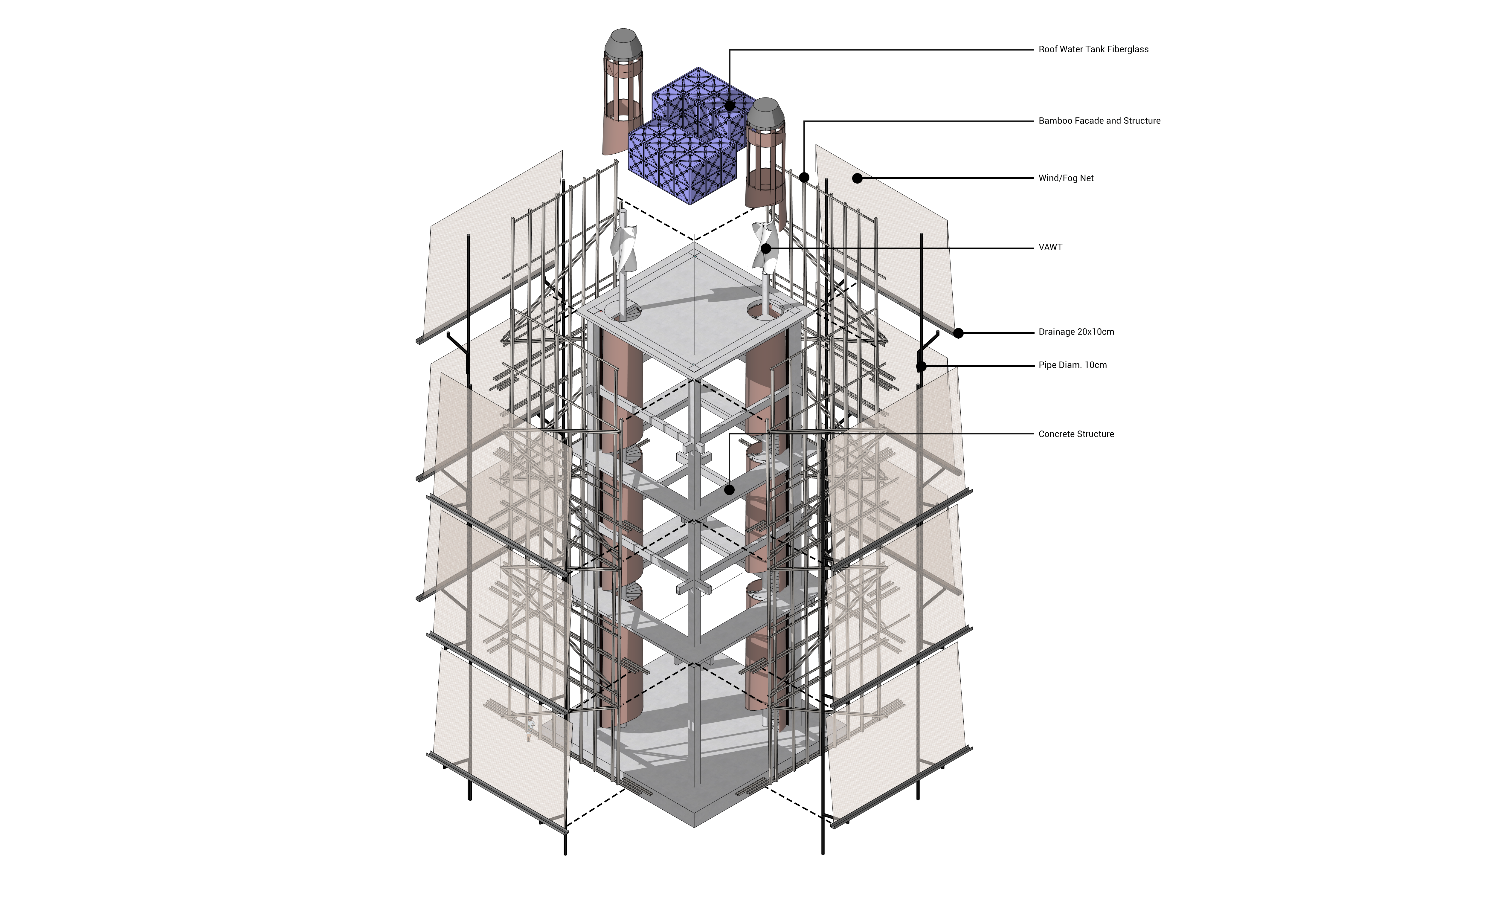 Roof Water Tank Fiberglass
Bamboo Facade and Structure
Wind/Fog Net
VAWT
Drainage 20x10cm
Pipe Diam. 10cm
Concrete Structure